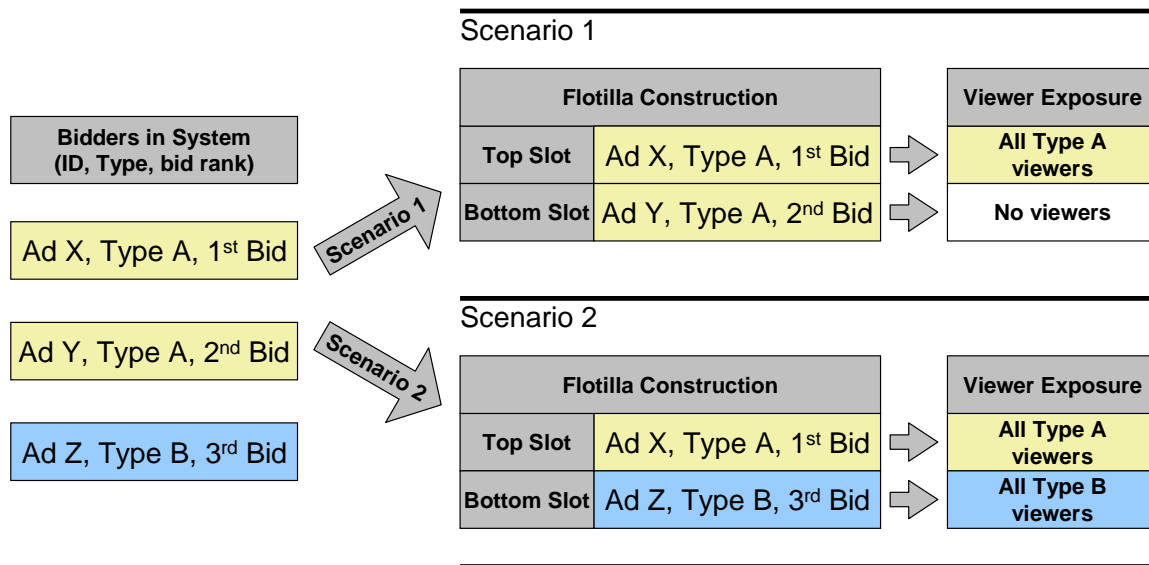 Scenario 1
Flotilla Construction
Viewer Exposure
Bidders in System
(ID, Type, bid rank)
Top Slot
Ad X, Type A, 1st Bid
All Type A
viewers
Bottom Slot
Ad Y, Type A, 2nd Bid
No viewers
Scenario 1
Ad X, Type A, 1st Bid
Ad Y, Type A, 2nd Bid
Scenario 2
Ad Z, Type B, 3rd Bid
Scenario 2
Flotilla Construction
Viewer Exposure
Top Slot
Ad X, Type A, 1st Bid
All Type A
viewers
Bottom Slot
Ad Z, Type B, 3rd Bid
All Type B
viewers